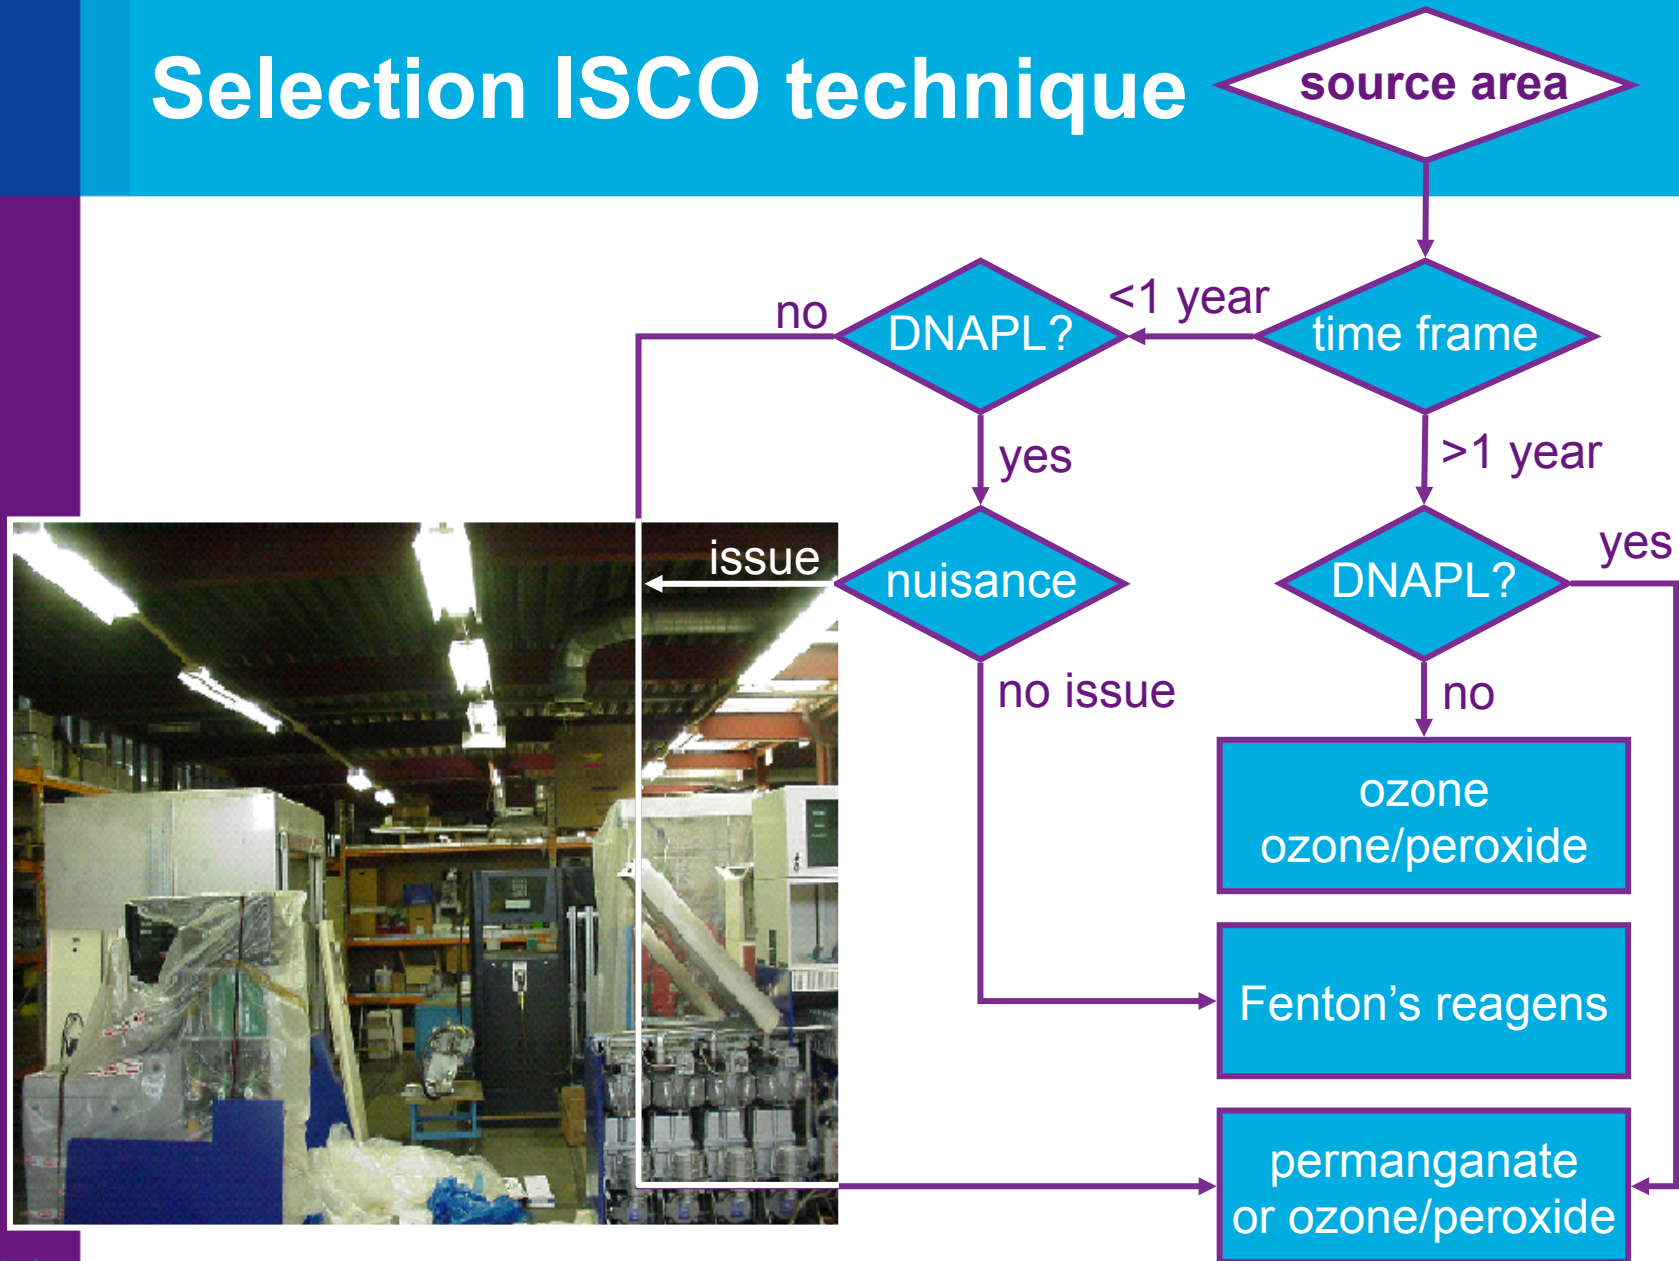 Selection ISCO technique
source area
no
DNAPL?
<1 year
time frame
yes
>1 year
issue
nuisance
DNAPL?
yes
no issue
no
ozone
ozone/peroxide
Fenton’s reagens
permanganate
or ozone/peroxide